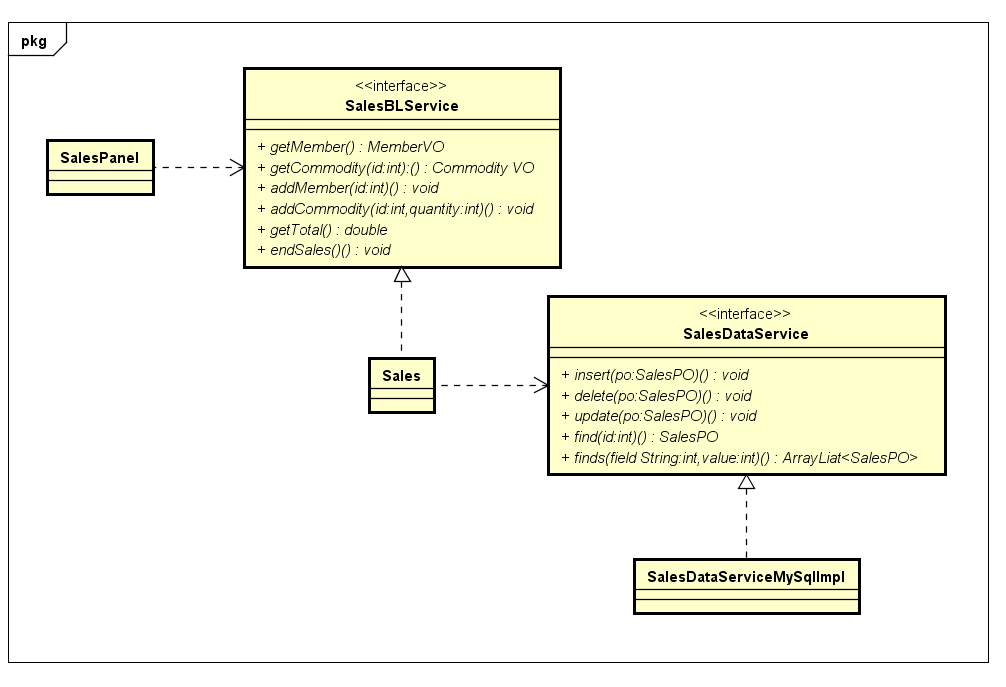 pkg
<<interface>>
SalesBLService
+ getMember() : MemberVO
+ getCommodity(id:int):() : Commodity VO
+ addMember(id:int)() : void
+ addCommodity(id:int,quantity:int)() : void
+ getTotal() : double
+ endSales()() : void
SalesPanel
<<interface>>
SalesDataService
+ insert(po:SalesPO)() : void
+ delete(po:SalesPO)() : void
+ update(po:SalesPO)() : void
+ find(id:int)() : SalesPO
+ finds(field String:int,value:int)() : ArrayLiat<SalesPO>
Sales
SalesDataServiceMySqlImpl